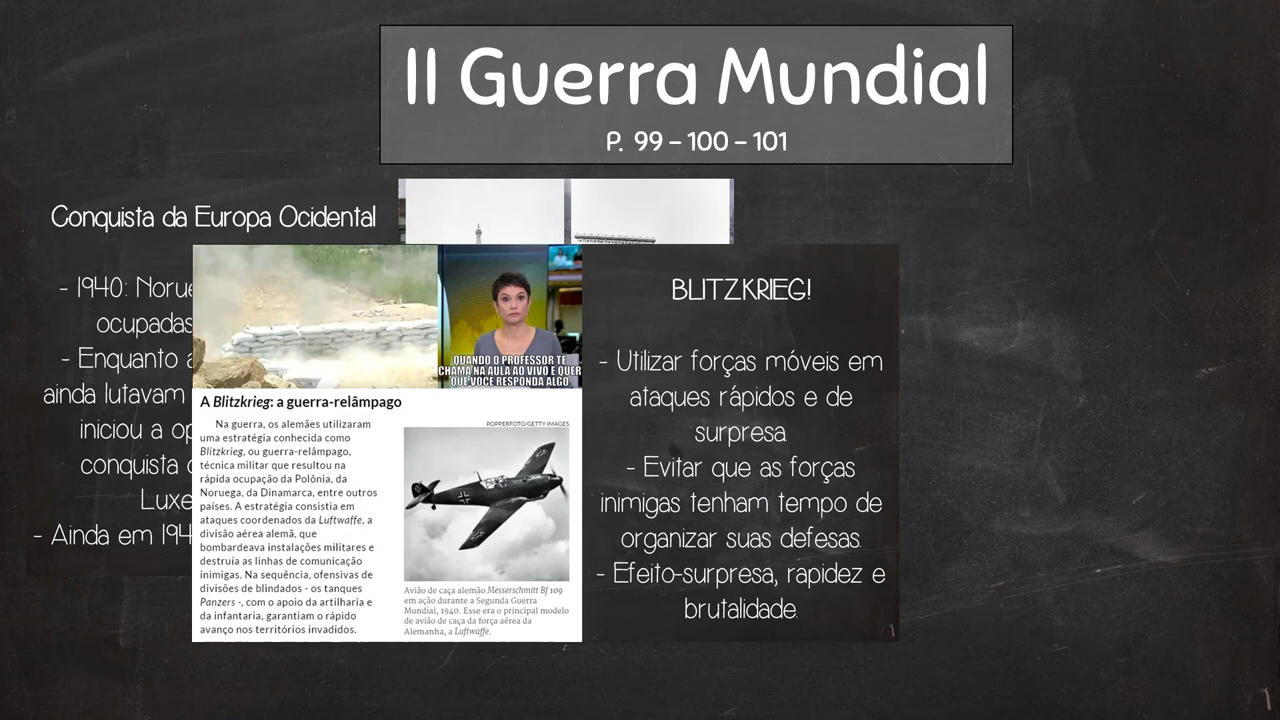 II Guerra Mundial
P. 99 – 100 – 101
Conquista da Europa Ocidental
- 1940:
ocupadas
- Enquanto
ainda lutavam
iniciou a
conquista
- Ainda em
QUANDO O PROFESSOR TE
CHAMA NA AULA AO VIVO E QUER
QUE VOCE RESPONDA ALGO
A Blitzkrieg: a guerra-relâmpago
Na guerra, os alemães utilizaram
uma estratégia conhecida como
Blitzkrieg, ou guerra-relâmpago,
técnica militar que resultou na
rápida ocupação da Polônia, da
Noruega, da Dinamarca, entre outros
países. A estratégia consistia em
ataques coordenados da Luftwaffe, a
divisão aérea alemã, que
bombardeava instalações militares e
destruía as linhas de comunicação
inimigas. Na sequência, ofensivas de
divisões de blindados - os tanques
Panzers -, com o apoio da artilharia e
da infantaria, garantiam o rápido
avanço nos territórios invadidos.
POPPERFOTO/GETTY IMAGES
Avião de caça alemão Messerschmitt Bf 109
em ação durante a Segunda Guerra
Mundial, 1940. Esse era o principal modelo
de avião de caça da força aérea da
Alemanha, a Luftwaffe.
BLITZKRIEG!
- Utilizar forças móveis em
ataques rápidos e de
surpresa.
- Evitar que as forças
inimigas tenham tempo de
organizar suas defesas.
- Efeito-surpresa, rapidez e
brutalidade.